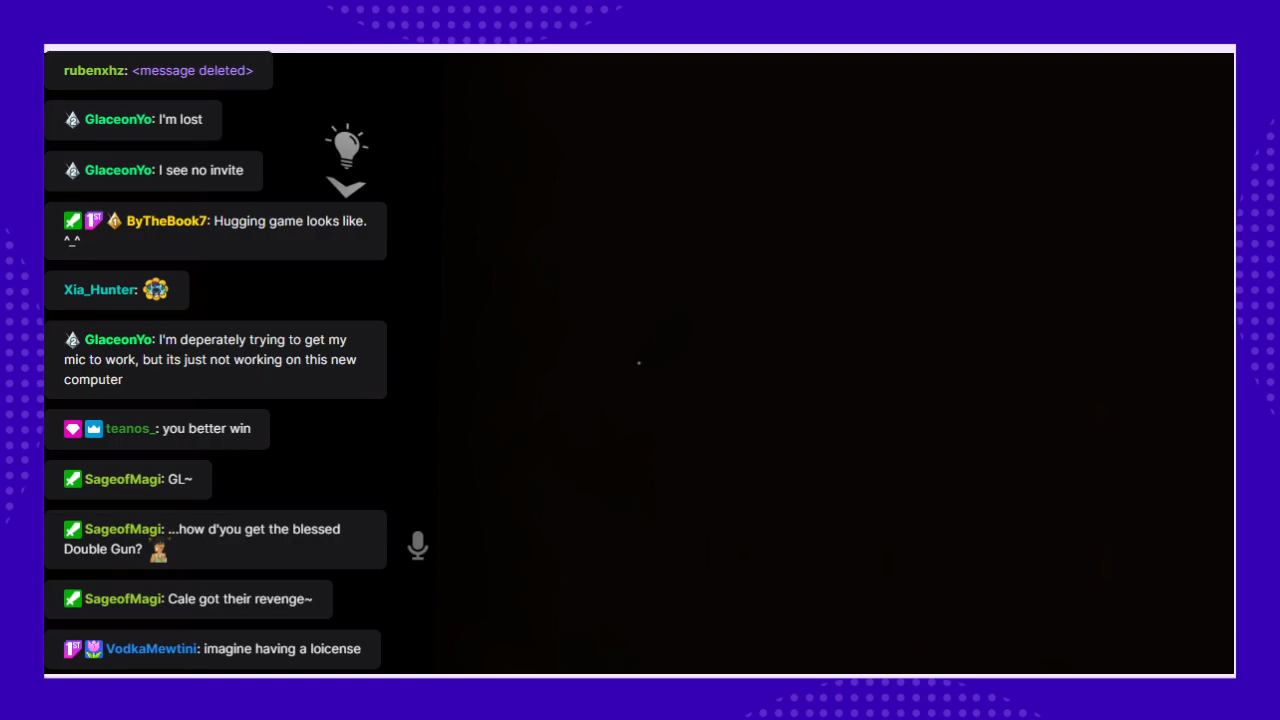 rubenxhz: <message deleted>
GlaceonYo: I'm lost
GlaceonYo: I see no invite
1ST ByTheBook7: Hugging game looks like.
^_^
Xia_Hunter:
GlaceonYo: I'm deperately trying to get my
mic to work, but its just not working on this new
computer
teanos_: you better win
SageofMagi: GL~
SageofMagi: ...how d'you get the blessed
Double Gun?
SageofMagi: Cale got their revenge~
1ST VodkaMewtini: imagine having a loicense